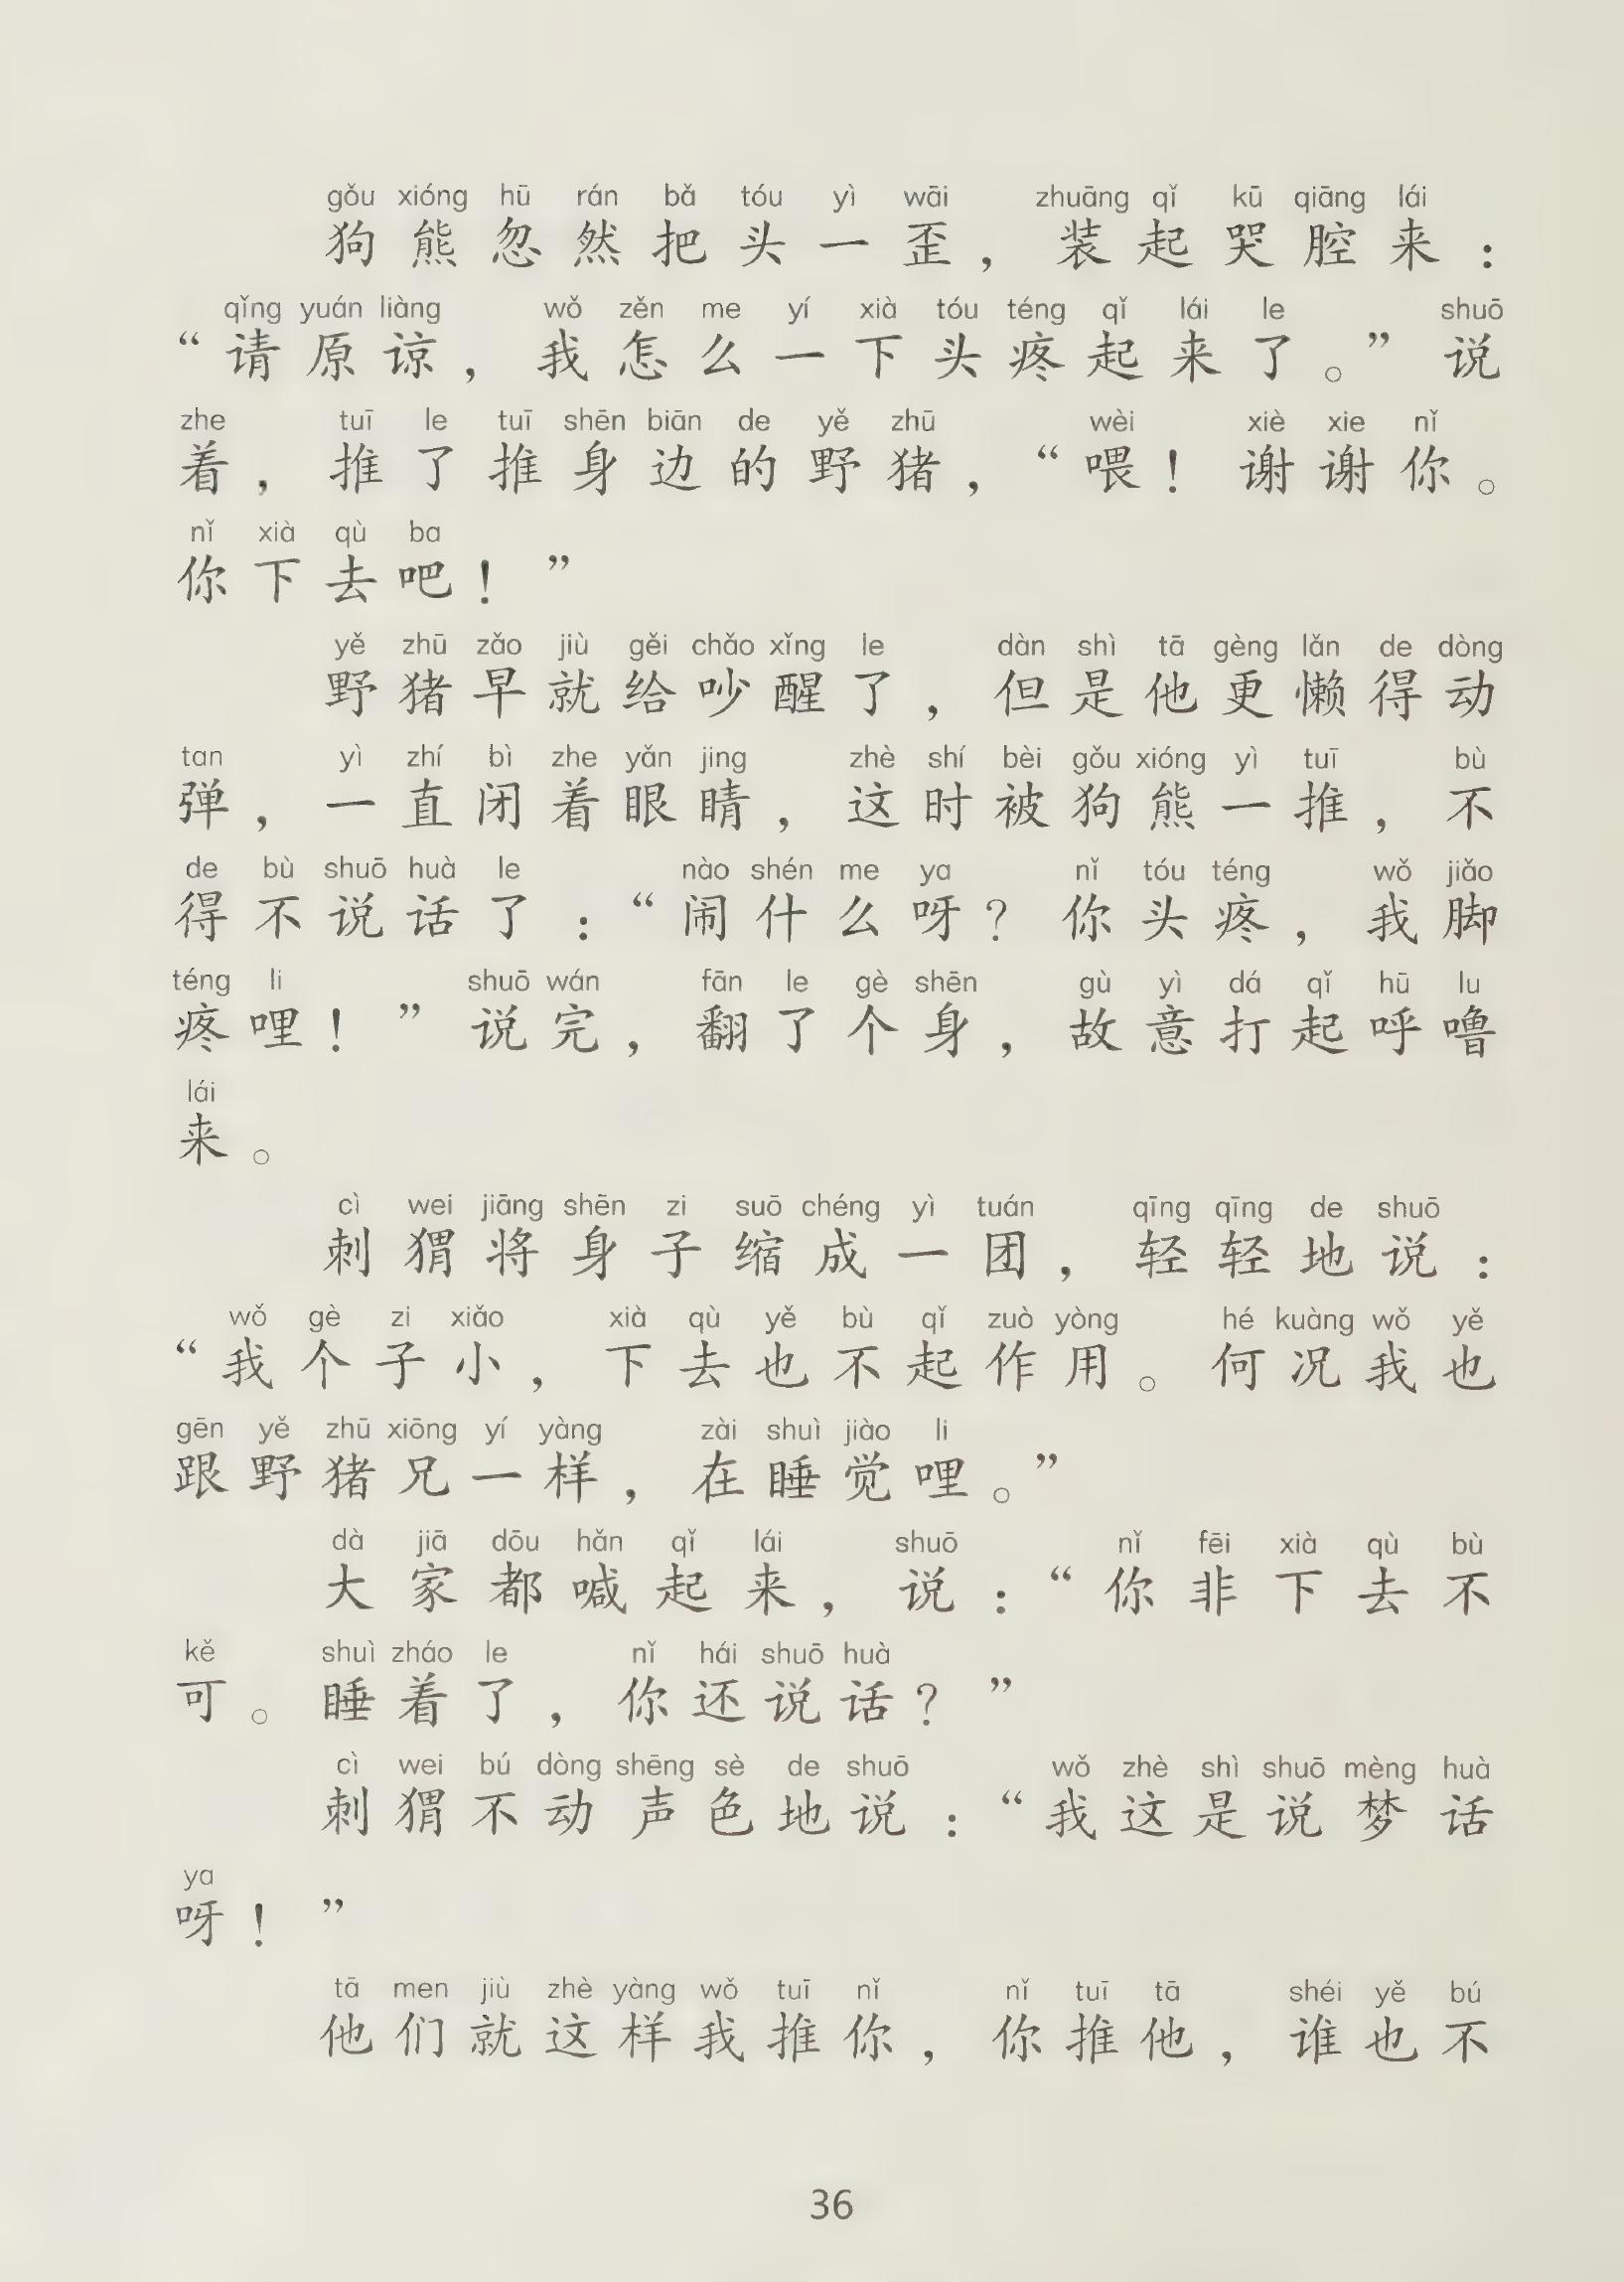 gǒu xióng hū rán bǎ tóu yì wāi zhuāng qǐ kū qiāng lái
狗熊忽然把头一歪，装起哭腔来：
qǐng yuán liàng wǒ zěn me yí xià tóu téng qǐ lái le shuō
“请原谅，我怎么一下头疼起来了。”说
zhe tuī le tuī shēn biān de yě zhū wèi xiè xie nǐ
着，推了推身边的野猪，“喂！谢谢你。
nǐ xià qù ba
你下去吧！”
yě zhū zǎo jiù gěi chǎo xǐng le dàn shì tā gèng lǎn de dòng
野猪早就给吵醒了，但是他更懒得动
tan yì zhí bì zhe yǎn jing zhè shí bèi gǒu xióng yì tuī bù
弹，一直闭着眼睛，这时被狗熊一推，不
de bù shuō huà le nào shén me ya nǐ tóu téng wǒ jiǎo
得不说话了：“闹什么呀？你头疼，我脚
téng li shuō wán fān le gè shēn gù yì dá qǐ hū lu
疼哩！”说完，翻了个身，故意打起呼噜
lái
来。
cì wei jiāng shēn zi suō chéng yì tuán qīng qīng de shuō
刺猬将身子缩成一团，轻轻地说：
wǒ gè zi xiǎo xià qù yě bù qǐ zuò yòng hé kuàng wǒ yě
“我个子小，下去也不起作用。何况我也
gēn yě zhū xiōng yí yàng zài shuì jiào li
跟野猪兄一样，在睡觉哩。”
dà jiā dōu hǎn qǐ lái shuō nǐ fēi xià qù bù
大家都喊起来，说：“你非下去不
kě shuì zháo le nǐ hái shuō huà
可。睡着了，你还说话？”
cì wei bú dòng shēng sè de shuō wǒ zhè shì shuō mèng huà
刺猬不动声色地说：“我这是说梦话
ya
呀！”
tā men jiù zhè yàng wǒ tuī nǐ nǐ tuī tā shéi yě bú
他们就这样我推你，你推他，谁也不
36